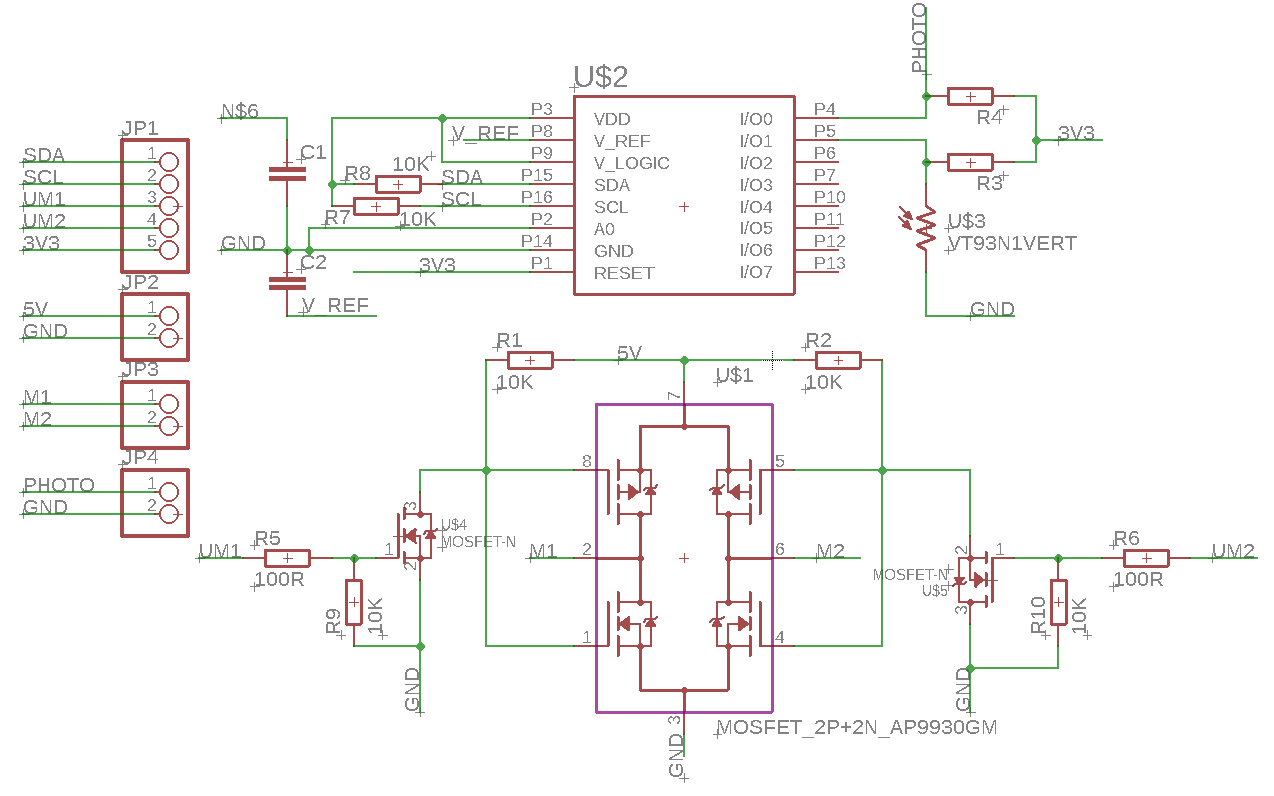 PHOTO
U$2
N$6
JP1
SDA 1
SCL 2
UM1 3
UM2 4
3V3 5
C1
GND
C2
V_REF
R8 10K SDA
R7 10K SCL
V_REF
3V3
P3 VDD I/O0 P4
P8 V_REF I/O1 P5
P9 V_LOGIC I/O2 P6
P15 SDA I/O3 P7
P16 SCL I/O4 P10
P2 A0 I/O5 P11
P14 GND I/O6 P12
P1 RESET I/O7 P13
R4
3V3
R3
U$3
VT93N1VERT
GND
JP2
5V 1
GND 2
JP3
M1 1
M2 2
JP4
PHOTO 1
GND 2
R1
10K
5V
R2
10K
U$1
7
8
5
2
6
1
4
3
M1
M2
GND
MOSFET_2P+2N_AP9930GM
UM1
R5
100R
R9
10K
1
3
2
U$4
MOSFET-N
GND
MOSFET-N
U$5
2
1
3
R10
10K
R6
100R
UM2
GND